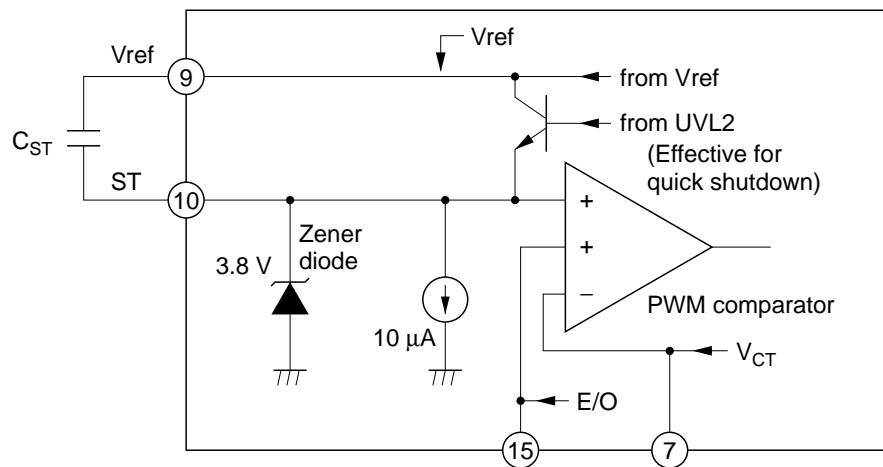 Vref
Vref
9
from Vref
from UVL2
(Effective for
quick shutdown)
C_ST
ST
10
Zener
diode
3.8 V
10 μA
+
+
−
PWM comparator
V_CT
E/O
15
7